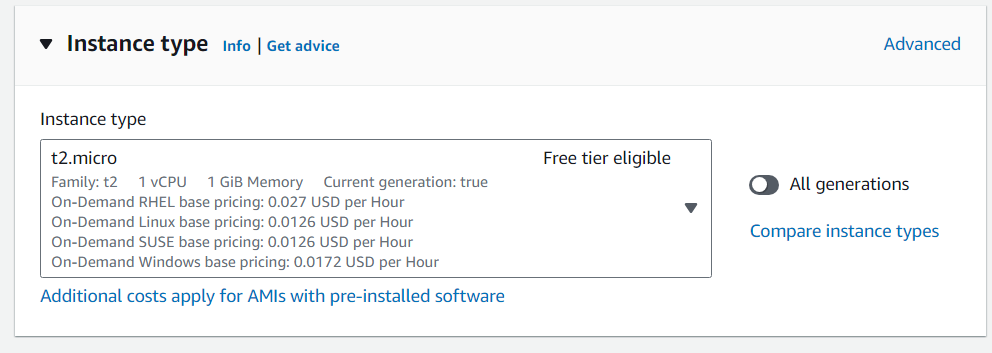 Instance type Info | Get advice
Advanced
Instance type
t2.micro Free tier eligible
Family: t2 1 vCPU 1 GiB Memory Current generation: true
On-Demand RHEL base pricing: 0.027 USD per Hour
On-Demand Linux base pricing: 0.0126 USD per Hour
On-Demand SUSE base pricing: 0.0126 USD per Hour
On-Demand Windows base pricing: 0.0172 USD per Hour
All generations
Compare instance types
Additional costs apply for AMIs with pre-installed software